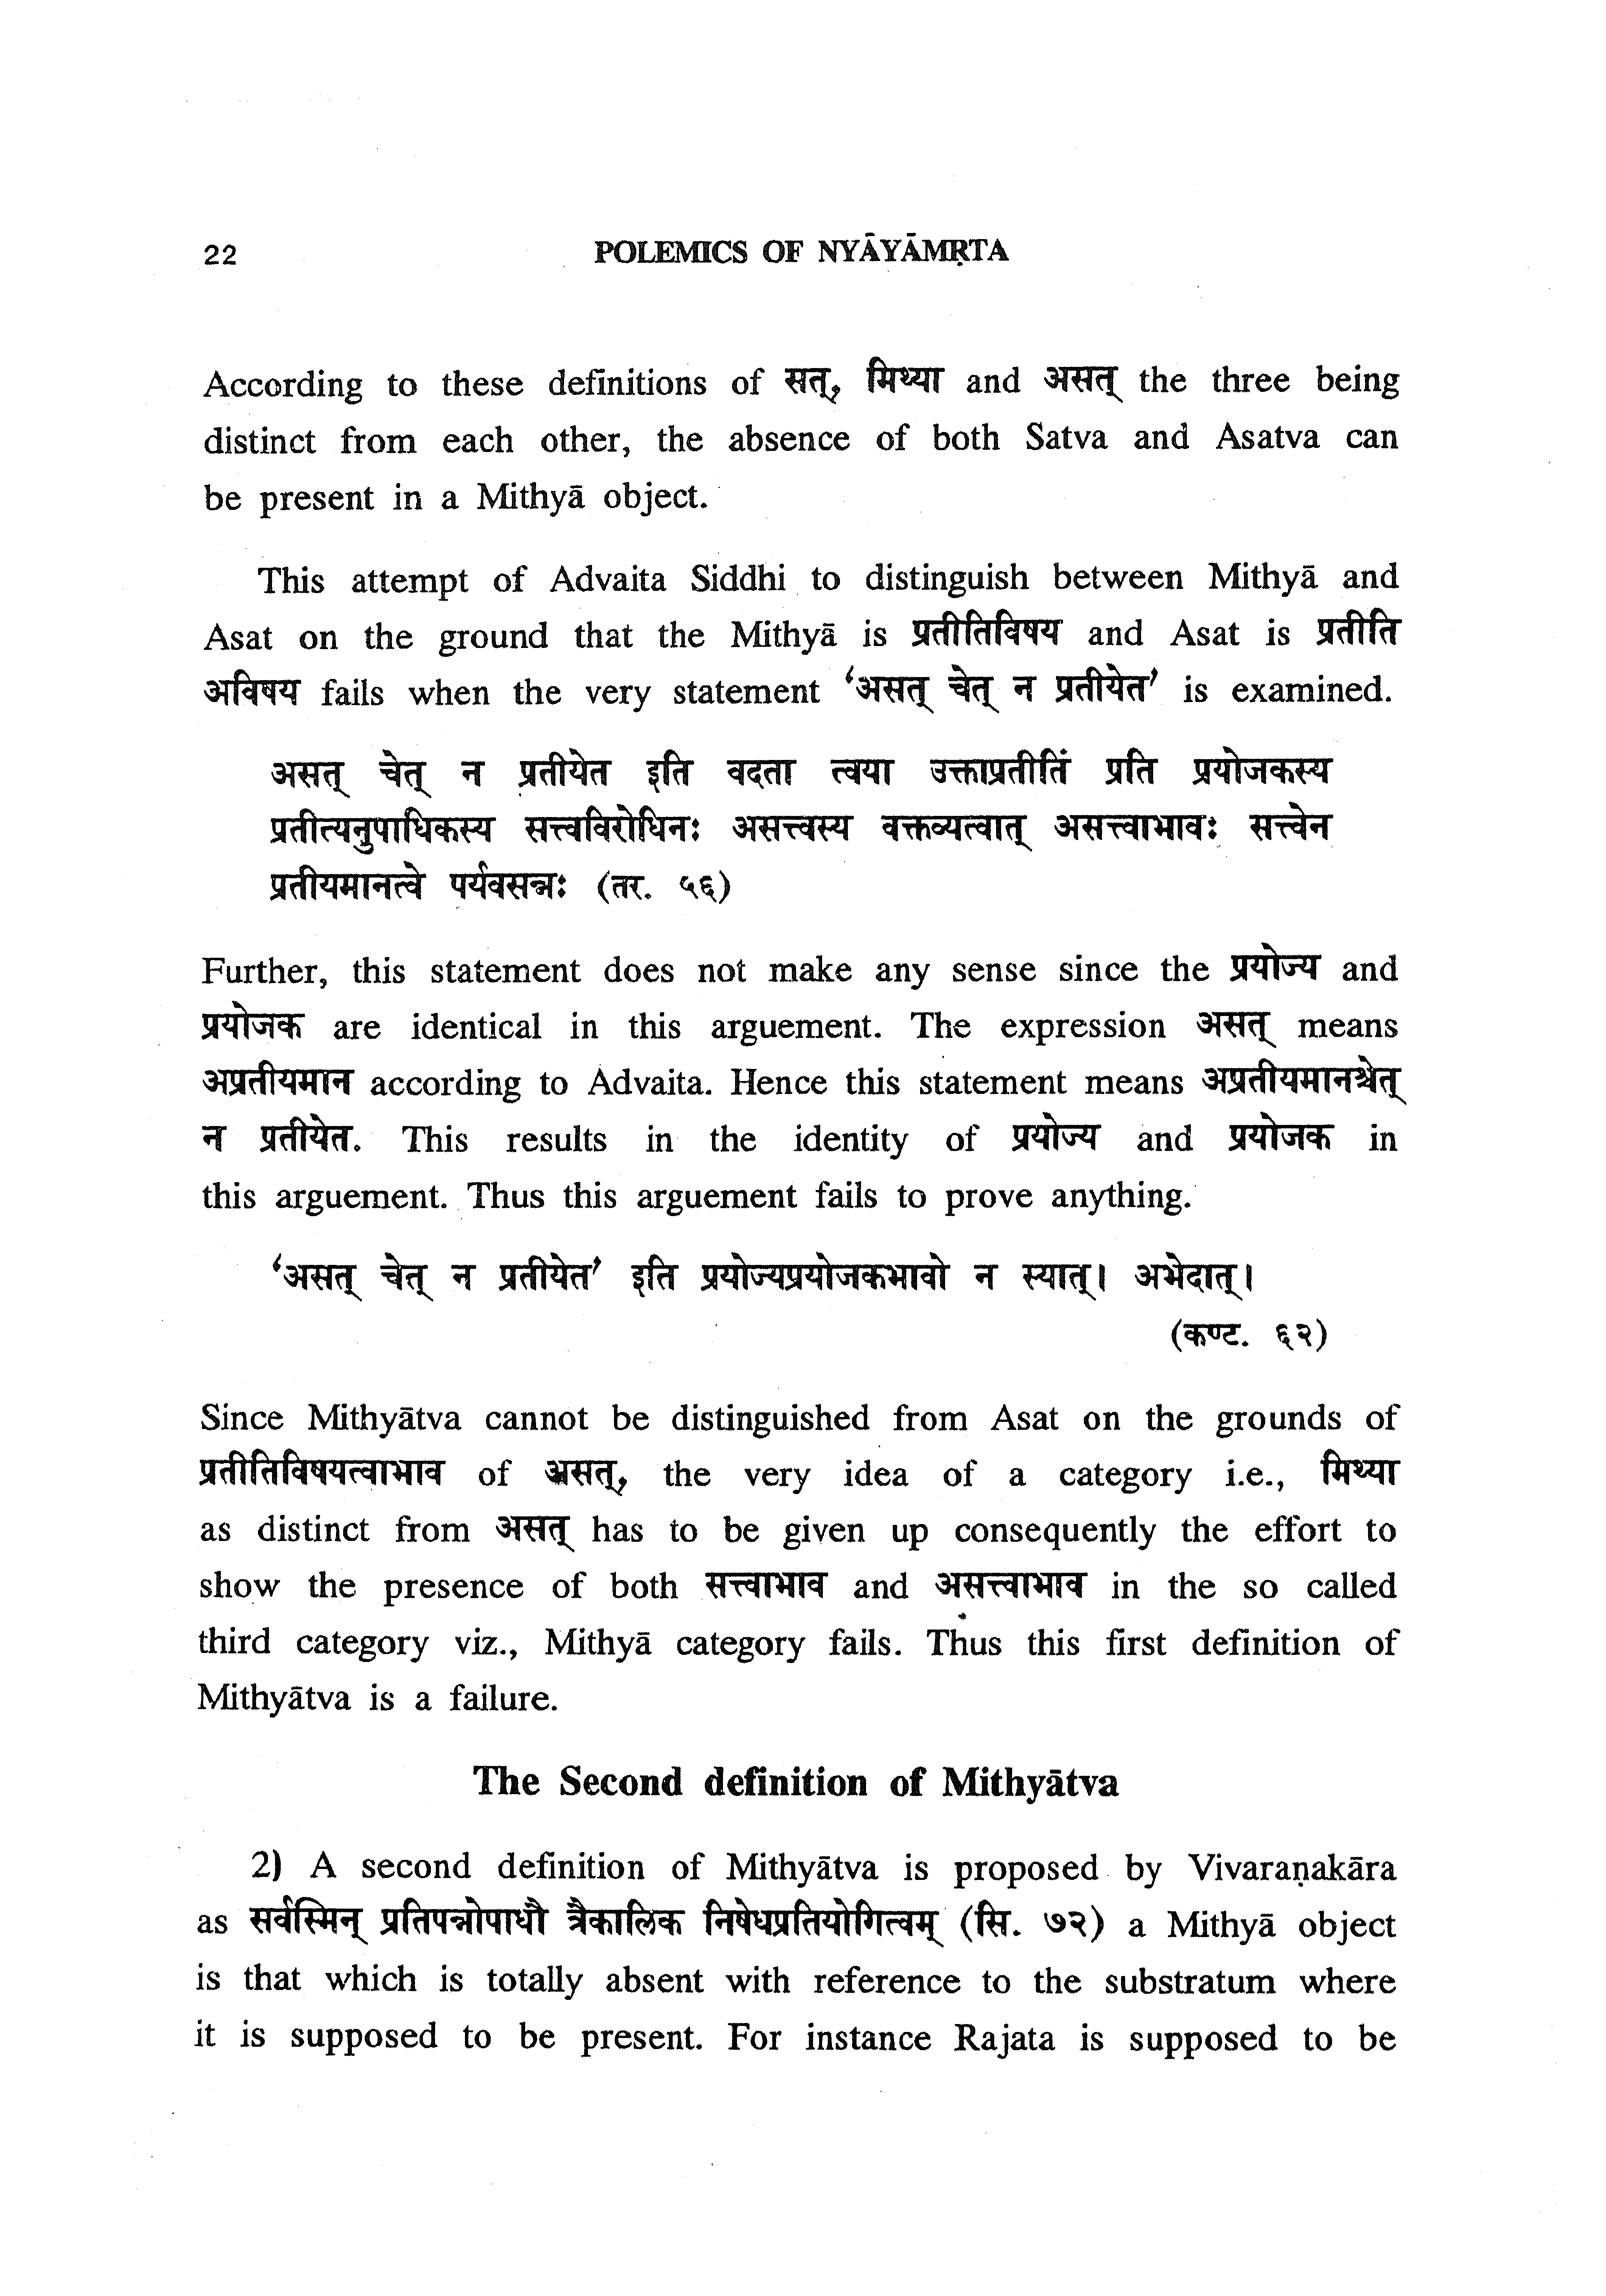 22
POLEMICS OF NYĀYĀMṚTA
According to these definitions of सत्, मिथ्या and असत् the three being
distinct from each other, the absence of both Satva and Asatva can
be present in a Mithyā object.
This attempt of Advaita Siddhi to distinguish between Mithyā and
Asat on the ground that the Mithyā is प्रतीतिविषय and Asat is प्रतीति
अविषय fails when the very statement ‘असत् चेत् न प्रतीयेत’ is examined.
असत् चेत् न प्रतीयेत इति वदता त्वया उक्ताप्रतीतिं प्रति प्रयोजकस्य
प्रतीत्यनुपाधिकस्य सत्त्वविरोधिनः असत्त्वस्य वक्तव्यत्वात् असत्त्वाभावः सत्त्वेन
प्रतीयमानत्वे पर्यवसन्नः (तर. ५६)
Further, this statement does not make any sense since the प्रयोज्य and
प्रयोजक are identical in this arguement. The expression असत् means
अप्रतीयमान according to Advaita. Hence this statement means अप्रतीयमानश्चेत्
न प्रतीयेत. This results in the identity of प्रयोज्य and प्रयोजक in
this arguement. Thus this arguement fails to prove anything.
‘असत् चेत् न प्रतीयेत’ इति प्रयोज्यप्रयोजकभावो न स्यात्। अभेदात्।
(कण्ट. ६२)
Since Mithyātva cannot be distinguished from Asat on the grounds of
प्रतीतिविषयत्वाभाव of असत्, the very idea of a category i.e., मिथ्या
as distinct from असत् has to be given up consequently the effort to
show the presence of both सत्त्वाभाव and असत्त्वाभाव in the so called
third category viz., Mithyā category fails. Thus this first definition of
Mithyātva is a failure.
The Second definition of Mithyātva
2) A second definition of Mithyātva is proposed by Vivaraṇakāra
as सर्वस्मिन् प्रतिपन्नोपाधौ त्रैकालिक निषेधप्रतियोगित्वम् (सि. ७२) a Mithyā object
is that which is totally absent with reference to the substratum where
it is supposed to be present. For instance Rajata is supposed to be